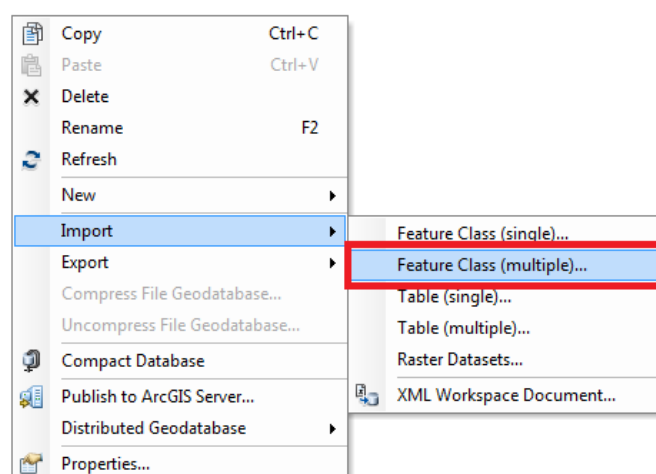 Copy Ctrl+C
Paste Ctrl+V
Delete
Rename F2
Refresh
New
Import
Export
Compress File Geodatabase...
Uncompress File Geodatabase...
Compact Database
Publish to ArcGIS Server...
Distributed Geodatabase
Properties...
Feature Class (single)...
Feature Class (multiple)...
Table (single)...
Table (multiple)...
Raster Datasets...
XML Workspace Document...